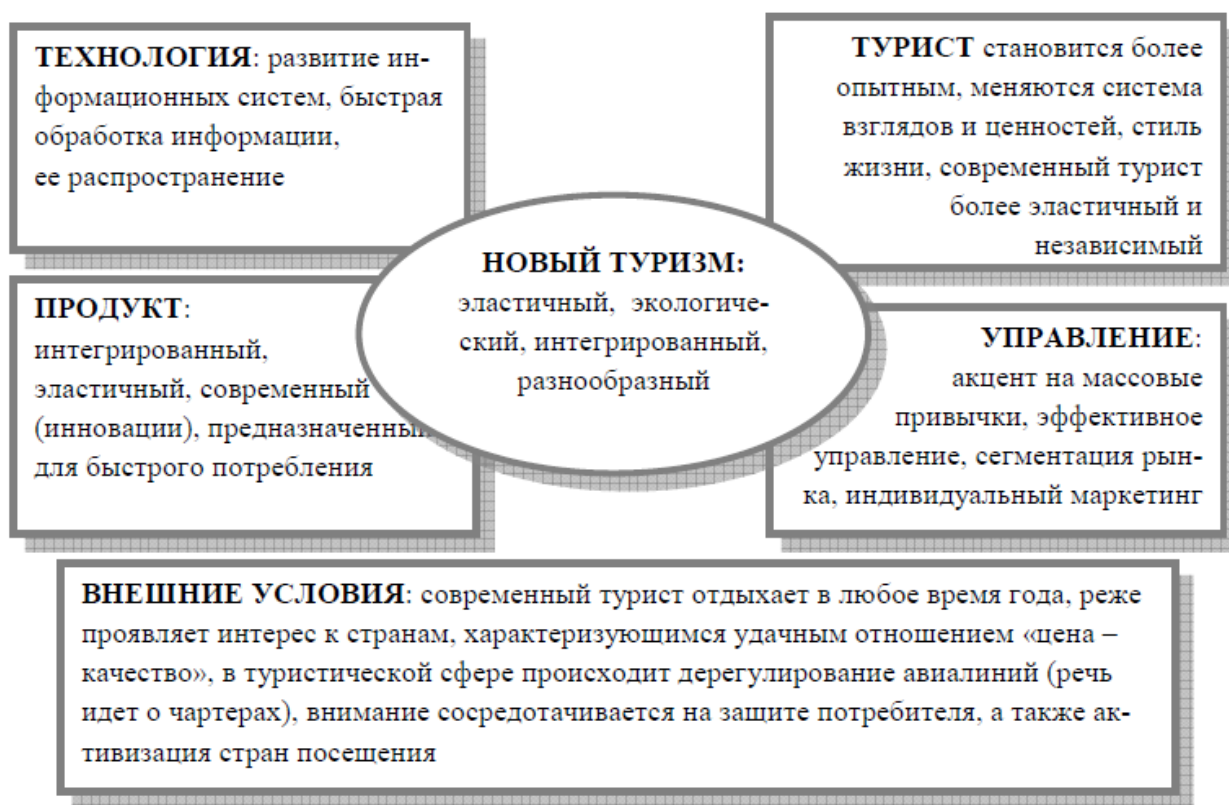 ТЕХНОЛОГИЯ: развитие ин-
формационных систем, быстрая
обработка информации,
ее распространение
ТУРИСТ становится более
опытным, меняются система
взглядов и ценностей, стиль
жизни, современный турист
более эластичный и
независимый
НОВЫЙ ТУРИЗМ:
эластичный, экологиче-
ский, интегрированный,
разнообразный
ПРОДУКТ:
интегрированный,
эластичный, современный
(инновации), предназначенный
для быстрого потребления
УПРАВЛЕНИЕ:
акцент на массовые
привычки, эффективное
управление, сегментация рын-
ка, индивидуальный маркетинг
ВНЕШНИЕ УСЛОВИЯ: современный турист отдыхает в любое время года, реже
проявляет интерес к странам, характеризующимся удачным отношением «цена –
качество», в туристической сфере происходит дерегулирование авиалиний (речь
идет о чартерах), внимание сосредотачивается на защите потребителя, а также ак-
тивизация стран посещения